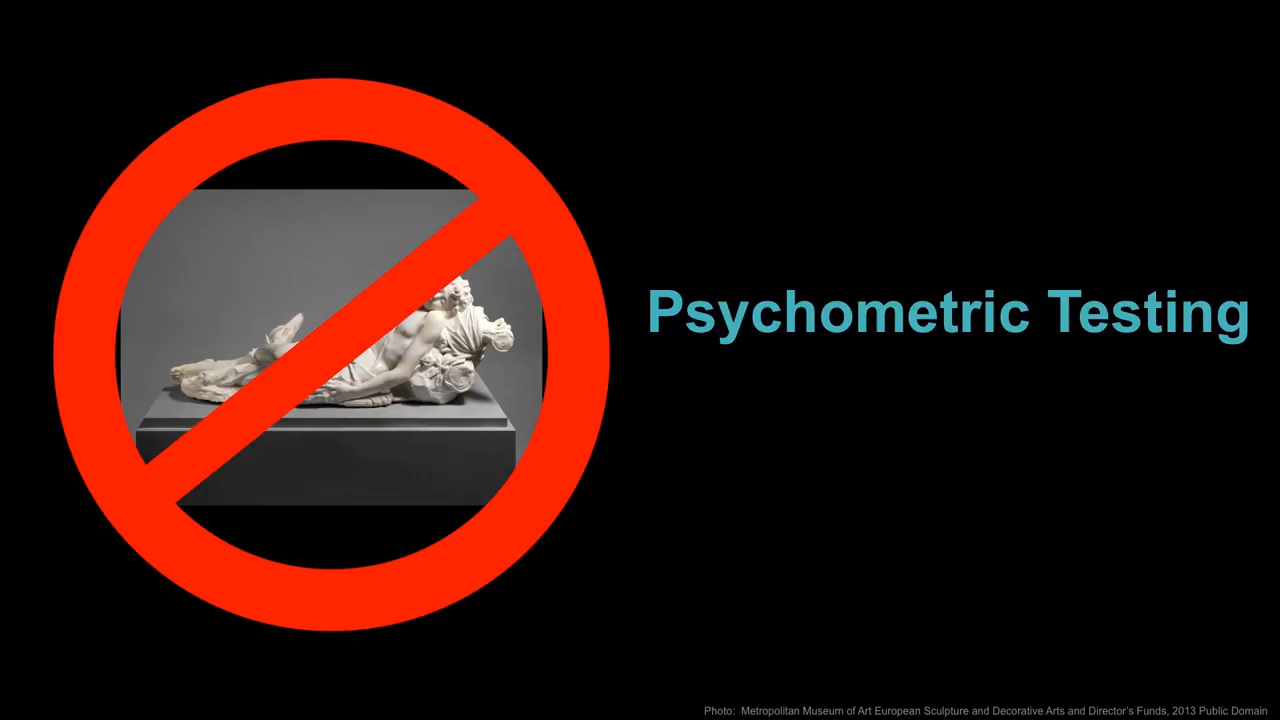 Psychometric Testing
Photo: Metropolitan Museum of Art European Sculpture and Decorative Arts and Director's Funds, 2013 Public Domain